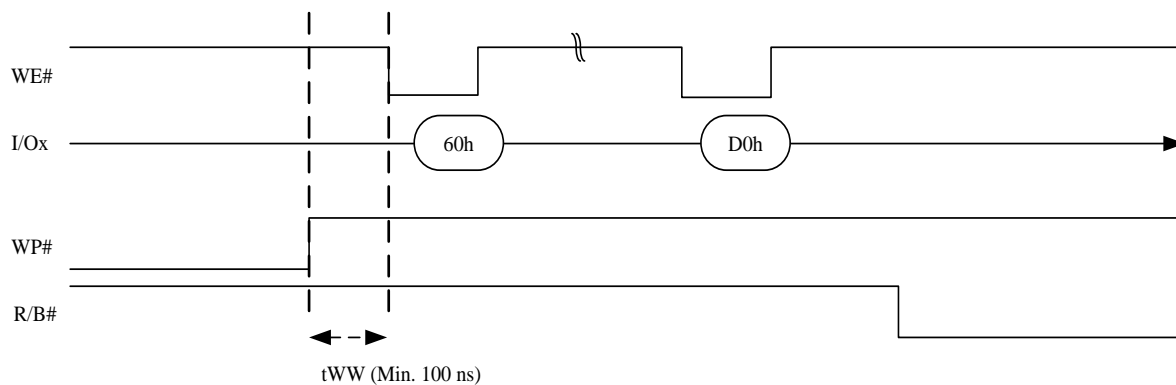 WE#
I/Ox
60h
D0h
WP#
R/B#
tWW (Min. 100 ns)